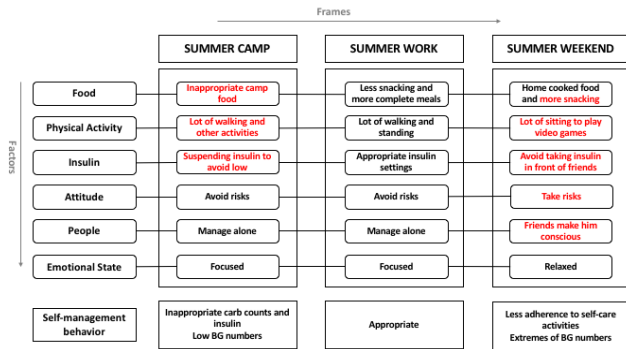 Frames
SUMMER CAMP
SUMMER WORK
SUMMER WEEKEND
Factors
Food
Inappropriate camp
food
Less snacking and
more complete meals
Home cooked food
and more snacking
Physical Activity
Lot of walking and
other activities
Lot of walking and
standing
Lot of sitting to play
video games
Insulin
Suspending insulin to
avoid low
Appropriate insulin
settings
Avoid taking insulin
in front of friends
Attitude
Avoid risks
Avoid risks
Take risks
People
Manage alone
Manage alone
Friends make him
conscious
Emotional State
Focused
Focused
Relaxed
Self-management
behavior
Inappropriate carb counts and
insulin
Low BG numbers
Appropriate
Less adherence to self-care
activities
Extremes of BG numbers